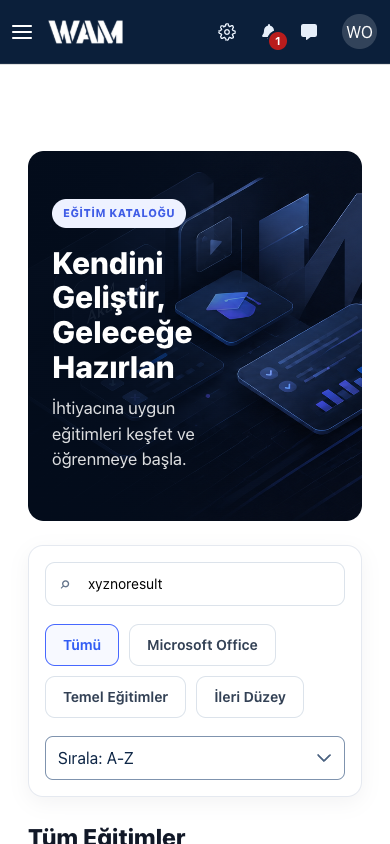 WAM
1
WO
EĞİTİM KATALOĞU
Kendini
Geliştir,
Geleceğe
Hazırlan
İhtiyacına uygun
eğitimleri keşfet ve
öğrenmeye başla.
xyznoresult
Tümü
Microsoft Office
Temel Eğitimler
İleri Düzey
Sırala: A-Z
Tüm Eğitimler